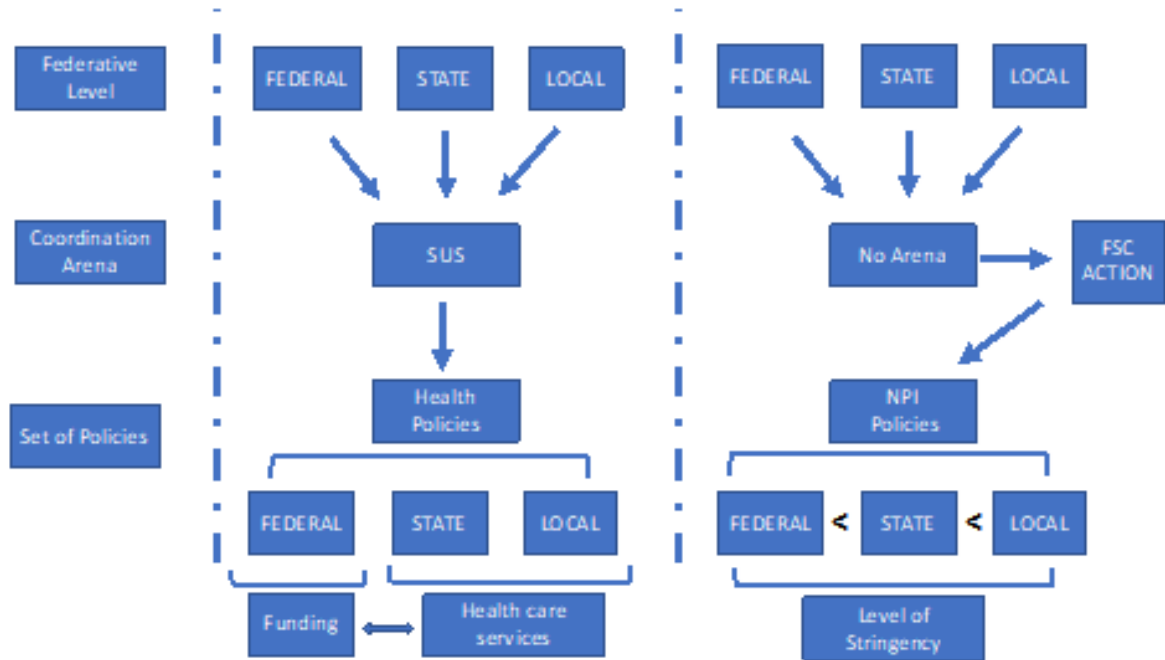 Federative
Level
FEDERAL
STATE
LOCAL
FEDERAL
STATE
LOCAL
Coordination
Arena
SUS
No Arena
FSC
ACTION
Set of Policies
Health
Policies
NPI
Policies
FEDERAL
STATE
LOCAL
FEDERAL < STATE < LOCAL
Funding
Health care
services
Level of
Stringency